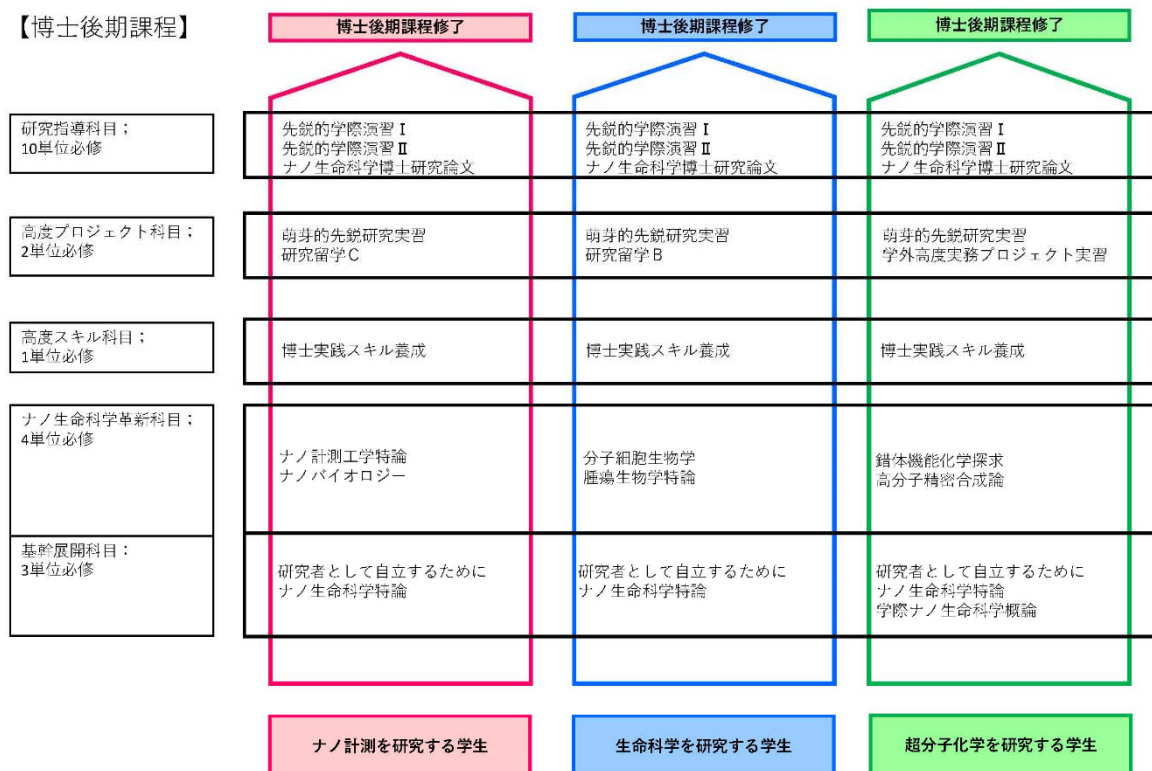 【博士後期課程】
博士後期課程修了
博士後期課程修了
博士後期課程修了
研究指導科目；
10単位必修
先鋭的学際演習Ⅰ
先鋭的学際演習Ⅱ
ナノ生命科学博士研究論文
先鋭的学際演習Ⅰ
先鋭的学際演習Ⅱ
ナノ生命科学博士研究論文
先鋭的学際演習Ⅰ
先鋭的学際演習Ⅱ
ナノ生命科学博士研究論文
高度プロジェクト科目；
2単位必修
萌芽的先鋭研究実習
研究留学C
萌芽的先鋭研究実習
研究留学B
萌芽的先鋭研究実習
学外高度実務プロジェクト実習
高度スキル科目；
1単位必修
博士実践スキル養成
博士実践スキル養成
博士実践スキル養成
ナノ生命科学革新科目；
4単位必修
ナノ計測工学特論
ナノバイオロジー
分子細胞生物学
腫瘍生物学特論
錯体機能化学探求
高分子精密合成論
基幹展開科目；
3単位必修
研究者として自立するために
ナノ生命科学特論
研究者として自立するために
ナノ生命科学特論
研究者として自立するために
ナノ生命科学特論
学際ナノ生命科学概論
ナノ計測を研究する学生
生命科学を研究する学生
超分子化学を研究する学生